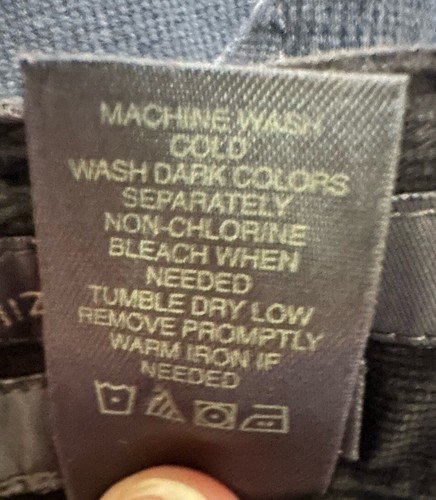 MACHINE WASH
COLD
WASH DARK COLORS
SEPARATELY
NON-CHLORINE
BLEACH WHEN
NEEDED
TUMBLE DRY LOW
REMOVE PROMPTLY
WARM IRON IF
NEEDED